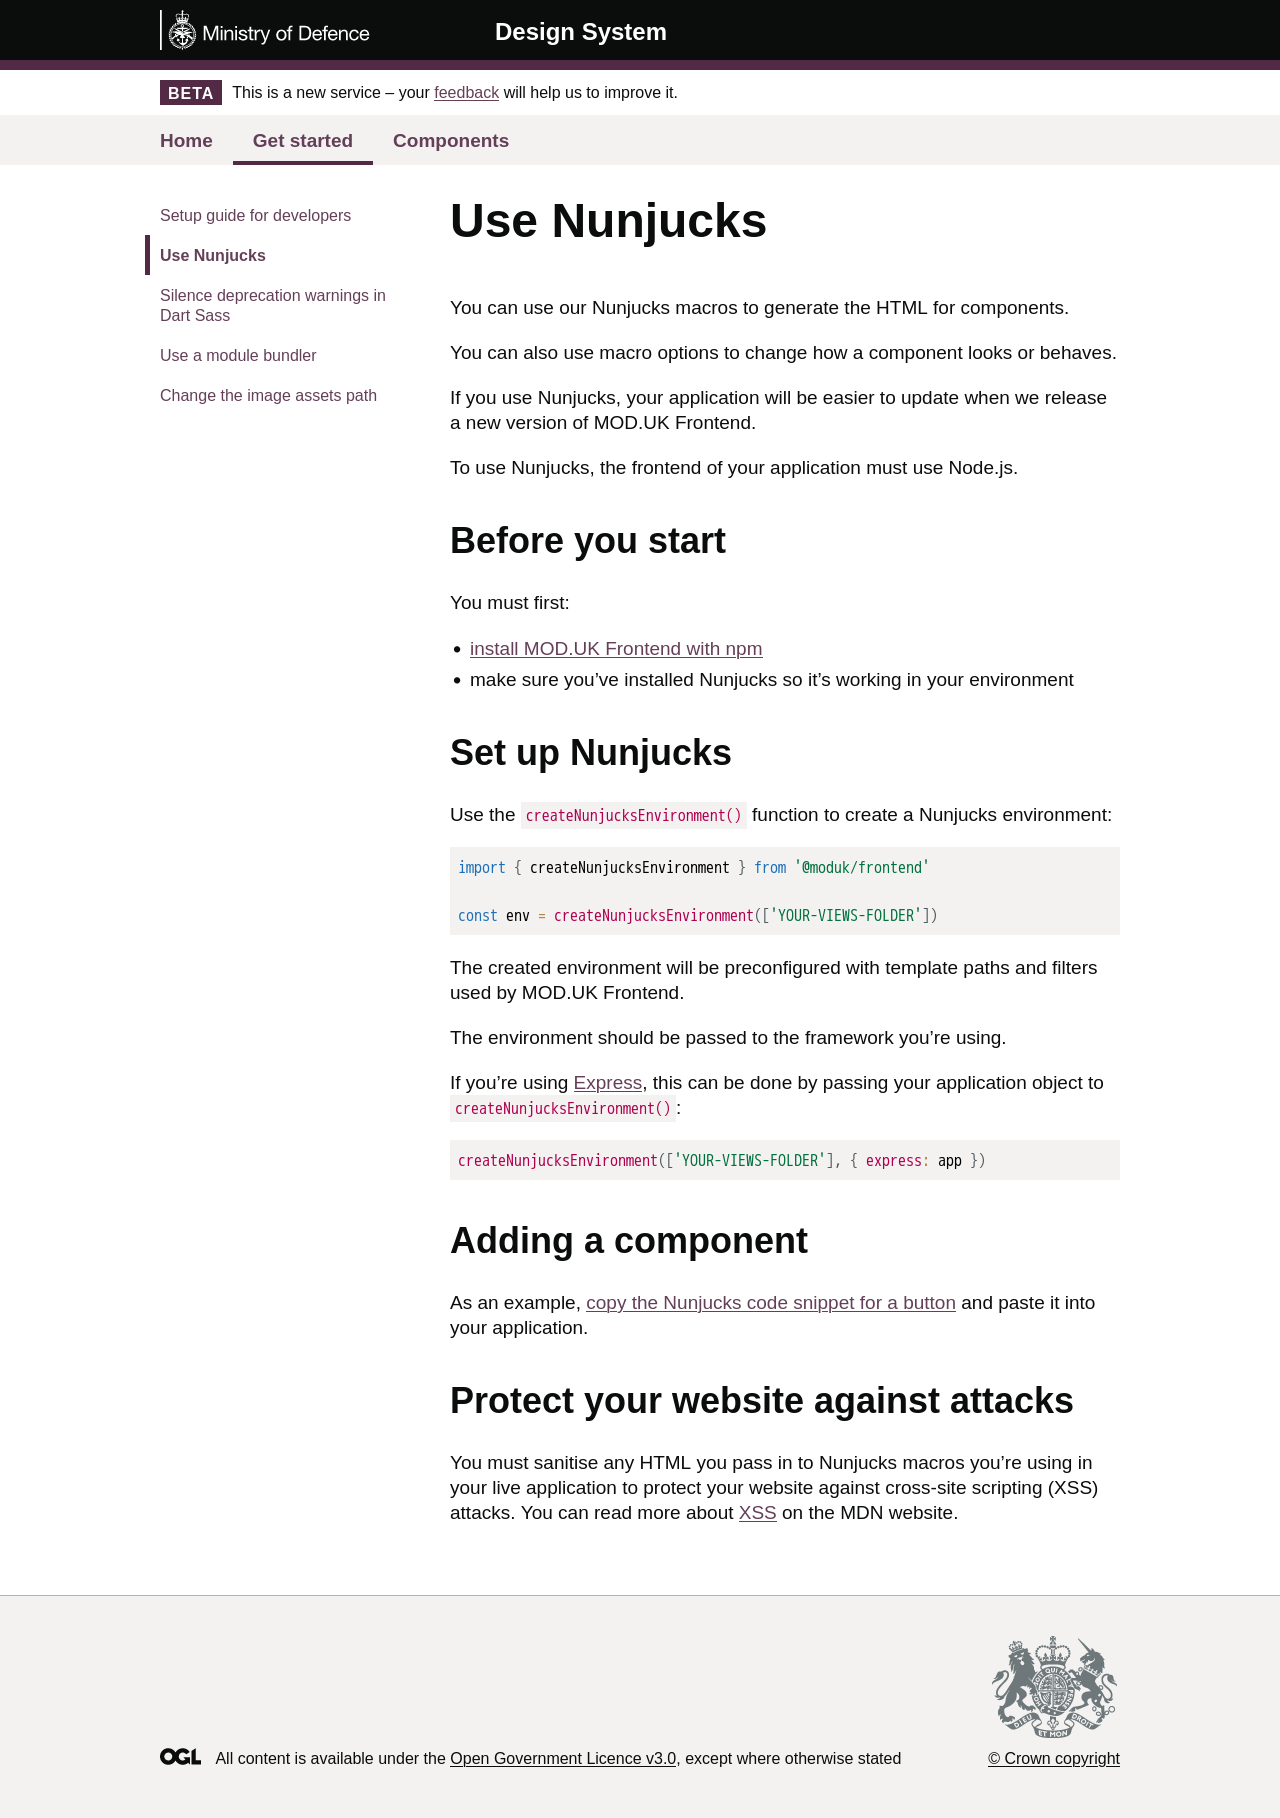 Ministry of Defence
Design System
BETA This is a new service – your feedback will help us to improve it.
Home Get started Components
Setup guide for developers
Use Nunjucks
Silence deprecation warnings in
Dart Sass
Use a module bundler
Change the image assets path
Use Nunjucks
You can use our Nunjucks macros to generate the HTML for components.
You can also use macro options to change how a component looks or behaves.
If you use Nunjucks, your application will be easier to update when we release
a new version of MOD.UK Frontend.
To use Nunjucks, the frontend of your application must use Node.js.
Before you start
You must first:
• install MOD.UK Frontend with npm
• make sure you’ve installed Nunjucks so it’s working in your environment
Set up Nunjucks
Use the createNunjucksEnvironment() function to create a Nunjucks environment:
import { createNunjucksEnvironment } from '@moduk/frontend'
const env = createNunjucksEnvironment(['YOUR-VIEWS-FOLDER'])
The created environment will be preconfigured with template paths and filters
used by MOD.UK Frontend.
The environment should be passed to the framework you’re using.
If you’re using Express, this can be done by passing your application object to
createNunjucksEnvironment():
createNunjucksEnvironment(['YOUR-VIEWS-FOLDER'], { express: app })
Adding a component
As an example, copy the Nunjucks code snippet for a button and paste it into
your application.
Protect your website against attacks
You must sanitise any HTML you pass in to Nunjucks macros you’re using in
your live application to protect your website against cross-site scripting (XSS)
attacks. You can read more about XSS on the MDN website.
OGL All content is available under the Open Government Licence v3.0, except where otherwise stated
© Crown copyright